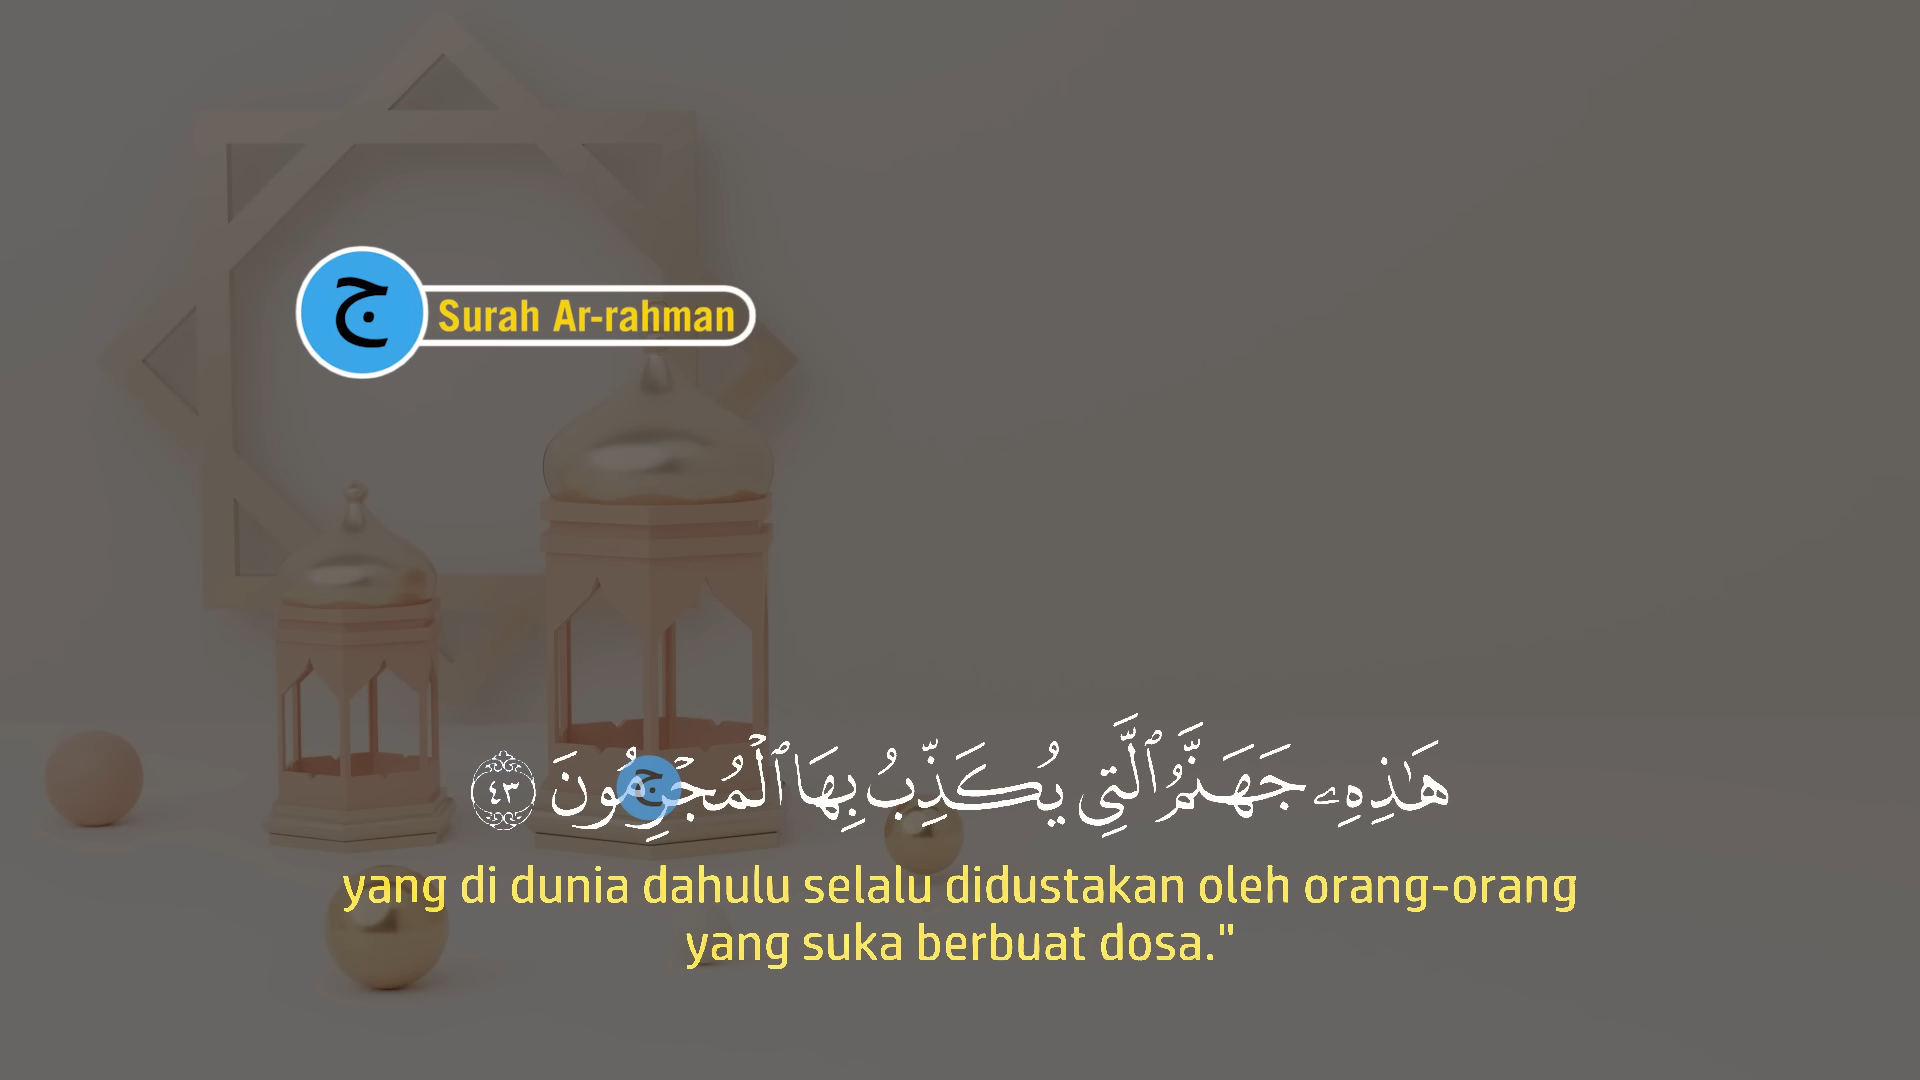 ج
Surah Ar-rahman
هَـٰذِهِۦ جَهَنَّمُ ٱلَّتِى يُكَذِّبُ بِهَا ٱلْمُجْرِمُونَ ٤٣
ج
yang di dunia dahulu selalu didustakan oleh orang-orang
yang suka berbuat dosa."